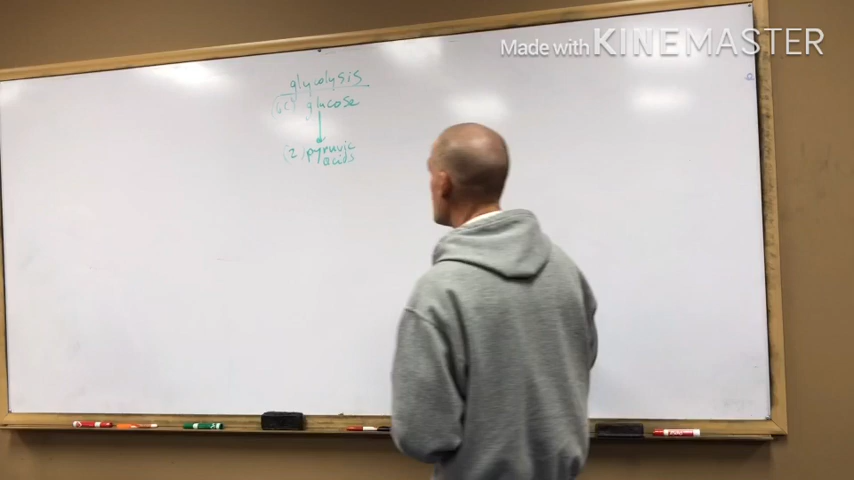 Made with KINEMASTER
glycolysis
(6C) glucose
(2) pyruvic
acids